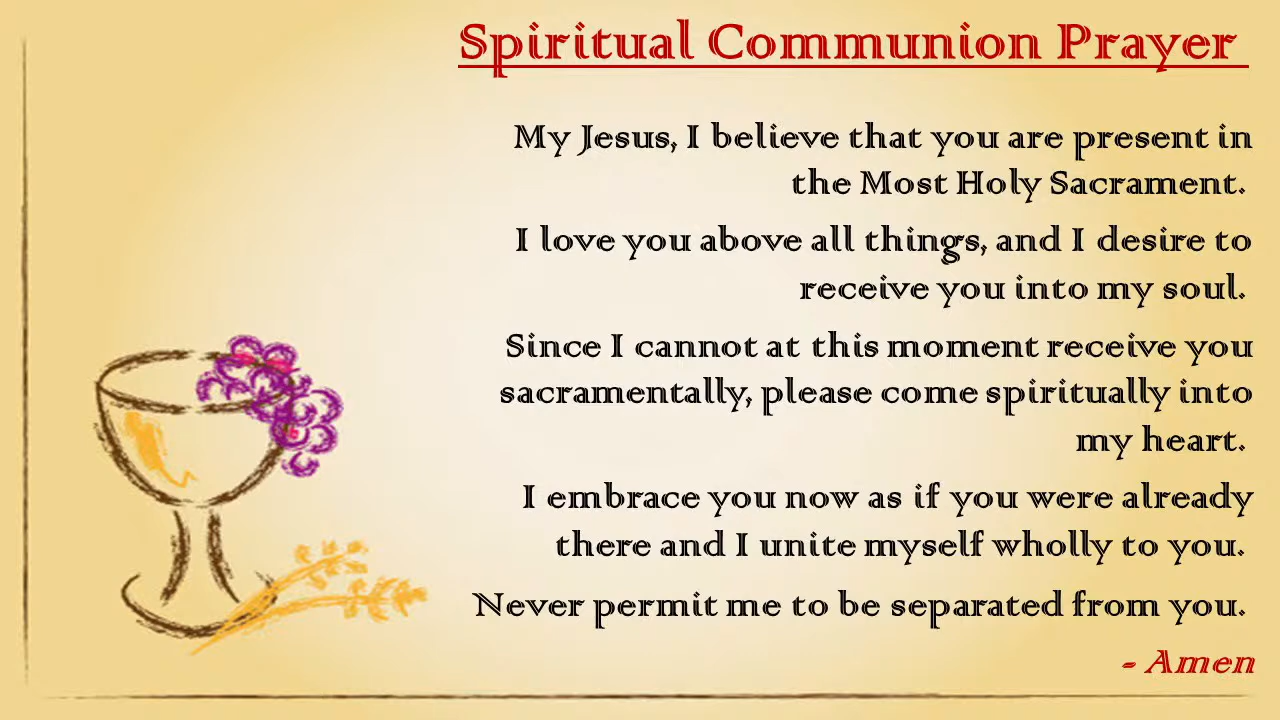 Spiritual Communion Prayer
My Jesus, I believe that you are present in
the Most Holy Sacrament.
I love you above all things, and I desire to
receive you into my soul.
Since I cannot at this moment receive you
sacramentally, please come spiritually into
my heart.
I embrace you now as if you were already
there and I unite myself wholly to you.
Never permit me to be separated from you.
- Amen